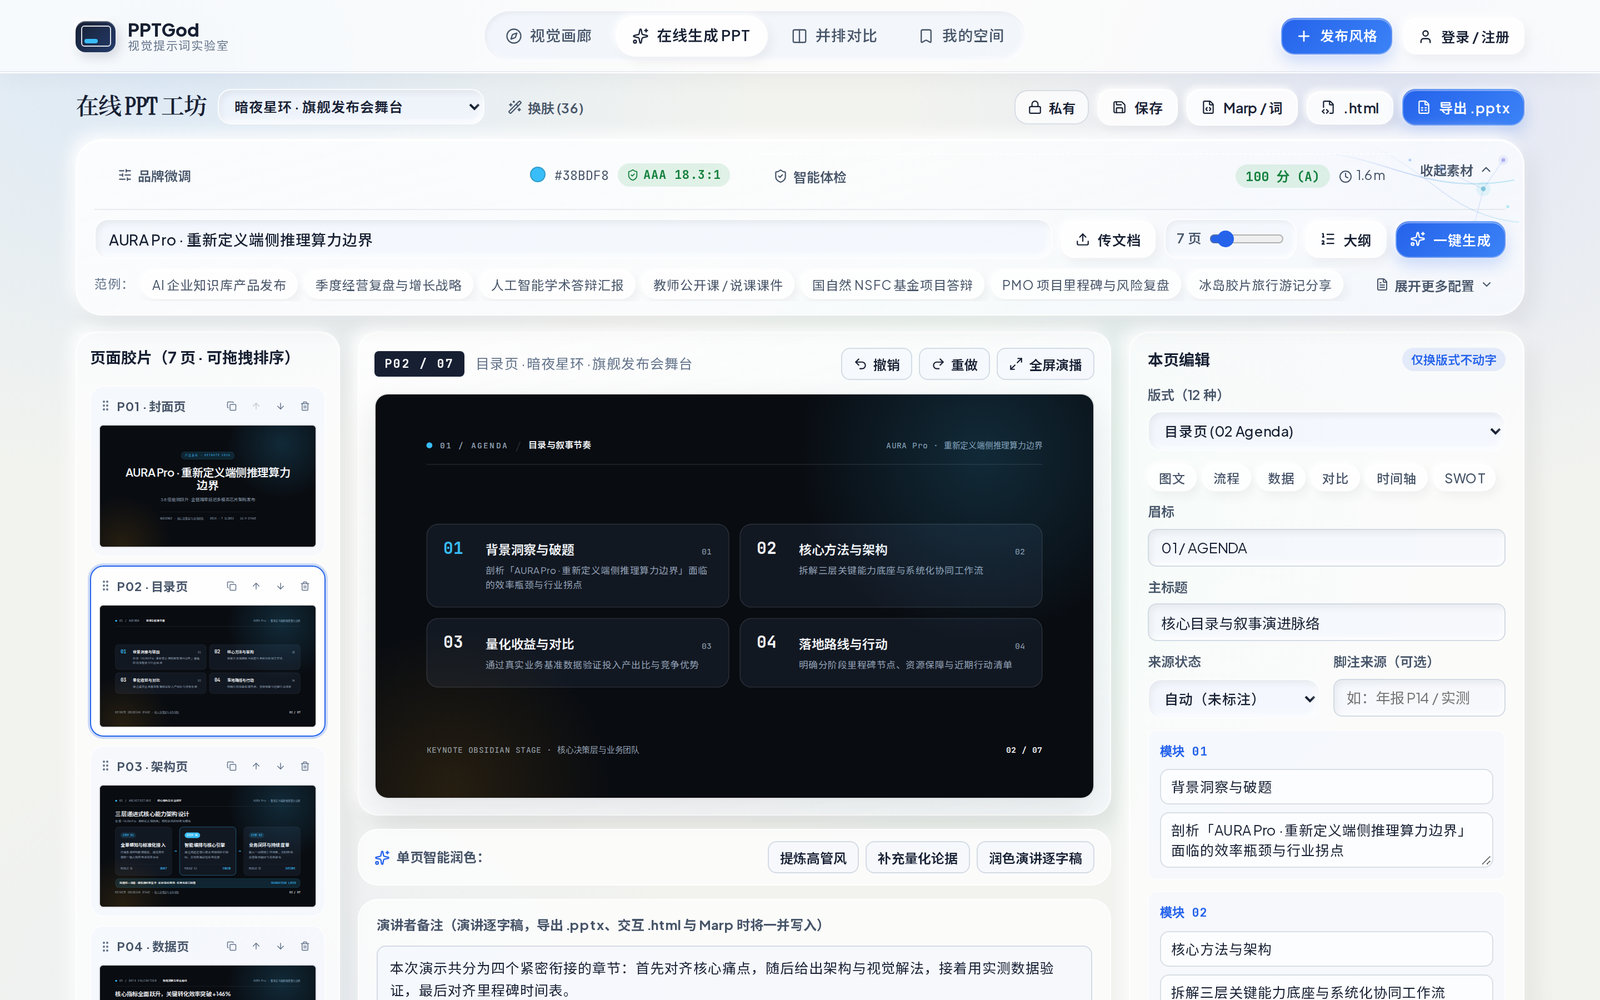 PPTGod
视觉提示词实验室
视觉画廊
在线生成 PPT
并排对比
我的空间
发布风格
登录 / 注册
在线 PPT 工坊
暗夜星环 · 旗舰发布会舞台
换肤 (36)
私有
保存
Marp / 词
.html
导出 .pptx
品牌微调
#38BDF8
AAA 18.3:1
智能体检
100 分 (A)
1.6m
收起素材
AURA Pro · 重新定义端侧推理算力边界
传文档
7 页
大纲
一键生成
范例：
AI 企业知识库产品发布
季度经营复盘与增长战略
人工智能学术答辩汇报
教师公开课 / 说课课件
国自然 NSFC 基金项目答辩
PMO 项目里程碑与风险复盘
冰岛胶片旅行游记分享
展开更多配置
页面胶片（7 页 · 可拖拽排序）
P01 · 封面页
AURA Pro · 重新定义端侧推理算力
边界
P02 · 目录页
P03 · 架构页
三层递进式核心能力架构设计
P04 · 数据页
核心指标全面跃升，关键转化效率突破+146%
P02 / 07
目录页 · 暗夜星环 · 旗舰发布会舞台
撤销
重做
全屏演播
01 / AGENDA / 目录与叙事节奏
AURA Pro · 重新定义端侧推理算力边界
01
背景洞察与破题
01
剖析「AURA Pro · 重新定义端侧推理算力边界」面临
的效率瓶颈与行业拐点
02
核心方法与架构
02
拆解三层关键能力底座与系统化协同工作流
03
量化收益与对比
03
通过真实业务基准数据验证投入产出比与竞争优势
04
落地路线与行动
04
明确分阶段里程碑节点、资源保障与近期行动清单
KEYNOTE OBSIDIAN STAGE · 核心决策层与业务团队
02 / 07
单页智能润色：
提炼高管风
补充量化论据
润色演讲逐字稿
演讲者备注（演讲逐字稿，导出 .pptx、交互 .html 与 Marp 时将一并写入）
本次演示共分为四个紧密衔接的章节：首先对齐核心痛点，随后给出架构与视觉解法，接着用实测数据验
证，最后对齐里程碑时间表。
本页编辑
仅换版式不动字
版式（12 种）
目录页 (02 Agenda)
图文
流程
数据
对比
时间轴
SWOT
眉标
01 / AGENDA
主标题
核心目录与叙事演进脉络
来源状态
脚注来源（可选）
自动（未标注）
如：年报 P14 / 实测
模块 01
背景洞察与破题
剖析「AURA Pro · 重新定义端侧推理算力边界」
面临的效率瓶颈与行业拐点
模块 02
核心方法与架构
拆解三层关键能力底座与系统化协同工作流